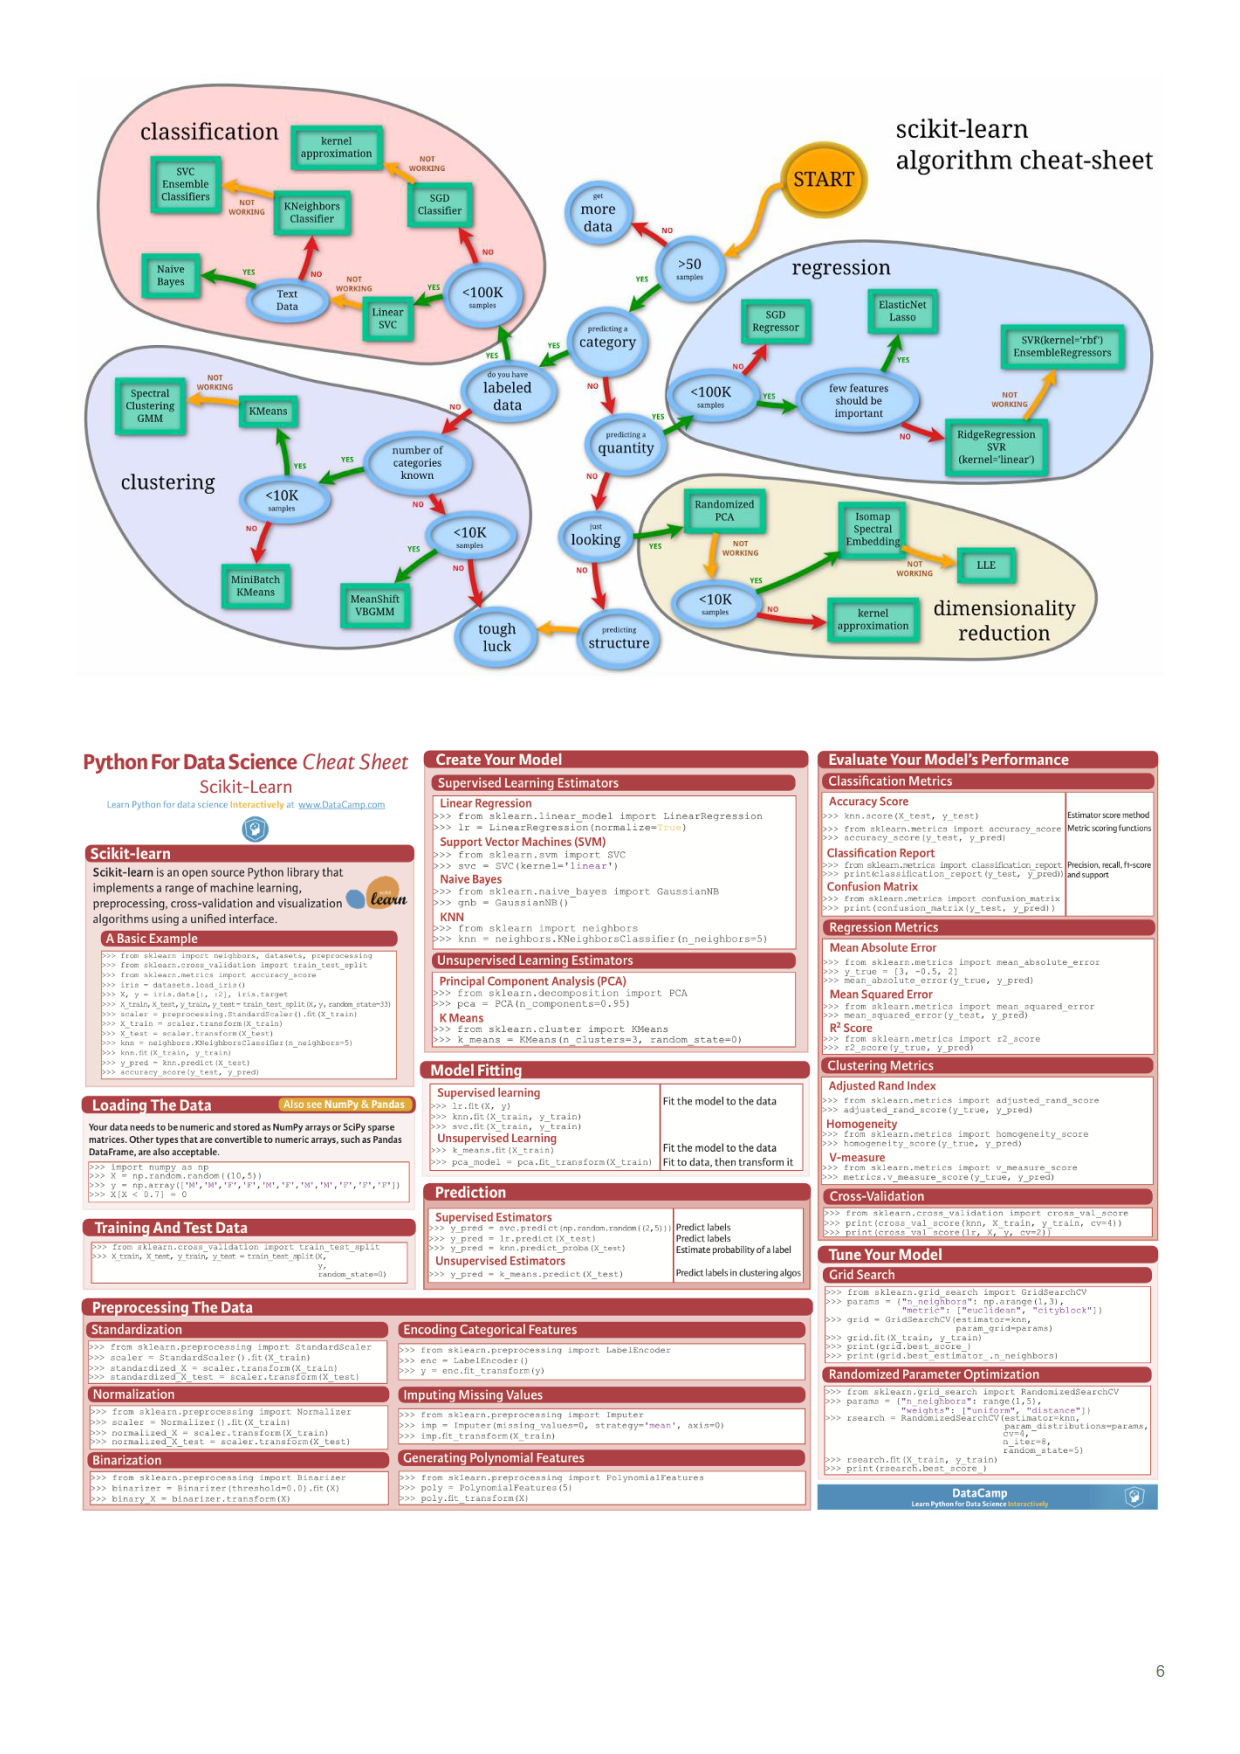 scikit-learn
algorithm cheat-sheet
START
classification
kernel
approximation
SVC
Ensemble
Classifiers
NOT
WORKING
KNeighbors
Classifier
NOT
WORKING
SGD
Classifier
NO
Naive
Bayes
YES
Text
Data
NO
NOT
WORKING
Linear
SVC
YES
<100K
samples
get
more
data
NO
>50
samples
YES
predicting a
category
YES
NO
do you have
labeled
data
YES
NO
regression
SGD
Regressor
NO
ElasticNet
Lasso
YES
SVR(kernel='rbf')
EnsembleRegressors
NOT
WORKING
<100K
samples
YES
few features
should be
important
NO
RidgeRegression
SVR
(kernel='linear')
predicting a
quantity
YES
NO
clustering
Spectral
Clustering
GMM
NOT
WORKING
KMeans
YES
number of
categories
known
YES
NO
<10K
samples
NO
MiniBatch
KMeans
<10K
samples
YES
NO
MeanShift
VBGMM
tough
luck
just
looking
YES
NO
predicting
structure
dimensionality
reduction
Randomized
PCA
NOT
WORKING
<10K
samples
YES
NO
Isomap
Spectral
Embedding
NOT
WORKING
LLE
kernel
approximation
Python For Data Science Cheat Sheet
Scikit-Learn
Learn Python for data science Interactively at www.DataCamp.com
Scikit-learn
Scikit-learn is an open source Python library that
implements a range of machine learning,
preprocessing, cross-validation and visualization
algorithms using a unified interface.
learn
A Basic Example
>>> from sklearn import neighbors, datasets, preprocessing
>>> from sklearn.cross_validation import train_test_split
>>> from sklearn.metrics import accuracy_score
>>> iris = datasets.load_iris()
>>> X, y = iris.data[:, :2], iris.target
>>> X_train, X_test, y_train, y_test = train_test_split(X, y, random_state=33)
>>> scaler = preprocessing.StandardScaler().fit(X_train)
>>> X_train = scaler.transform(X_train)
>>> X_test = scaler.transform(X_test)
>>> knn = neighbors.KNeighborsClassifier(n_neighbors=5)
>>> knn.fit(X_train, y_train)
>>> y_pred = knn.predict(X_test)
>>> accuracy_score(y_test, y_pred)
Loading The Data
Also see NumPy & Pandas
Your data needs to be numeric and stored as NumPy arrays or SciPy sparse
matrices. Other types that are convertible to numeric arrays, such as Pandas
DataFrame, are also acceptable.
>>> import numpy as np
>>> X = np.random.random((10,5))
>>> y = np.array(['M','M','F','F','M','F','M','M','F','F','F'])
>>> X[X < 0.7] = 0
Training And Test Data
>>> from sklearn.cross_validation import train_test_split
>>> X_train, X_test, y_train, y_test = train_test_split(X,
y,
random_state=0)
Create Your Model
Supervised Learning Estimators
Linear Regression
>>> from sklearn.linear_model import LinearRegression
>>> lr = LinearRegression(normalize=True)
Support Vector Machines (SVM)
>>> from sklearn.svm import SVC
>>> svc = SVC(kernel='linear')
Naive Bayes
>>> from sklearn.naive_bayes import GaussianNB
>>> gnb = GaussianNB()
KNN
>>> from sklearn import neighbors
>>> knn = neighbors.KNeighborsClassifier(n_neighbors=5)
Unsupervised Learning Estimators
Principal Component Analysis (PCA)
>>> from sklearn.decomposition import PCA
>>> pca = PCA(n_components=0.95)
K Means
>>> from sklearn.cluster import KMeans
>>> k_means = KMeans(n_clusters=3, random_state=0)
Model Fitting
Supervised learning
>>> lr.fit(X, y)
Fit the model to the data
>>> knn.fit(X_train, y_train)
>>> svc.fit(X_train, y_train)
Unsupervised Learning
>>> k_means.fit(X_train)
Fit the model to the data
>>> pca_model = pca.fit_transform(X_train)
Fit to data, then transform it
Prediction
Supervised Estimators
>>> y_pred = svc.predict(np.random.random((2,5)))
Predict labels
>>> y_pred = lr.predict(X_test)
Predict labels
>>> y_pred = knn.predict_proba(X_test)
Estimate probability of a label
Unsupervised Estimators
>>> y_pred = k_means.predict(X_test)
Predict labels in clustering algos
Preprocessing The Data
Standardization
>>> from sklearn.preprocessing import StandardScaler
>>> scaler = StandardScaler().fit(X_train)
>>> standardized_X = scaler.transform(X_train)
>>> standardized_X_test = scaler.transform(X_test)
Normalization
>>> from sklearn.preprocessing import Normalizer
>>> scaler = Normalizer().fit(X_train)
>>> normalized_X = scaler.transform(X_train)
>>> normalized_X_test = scaler.transform(X_test)
Binarization
>>> from sklearn.preprocessing import Binarizer
>>> binarizer = Binarizer(threshold=0.0).fit(X)
>>> binary_X = binarizer.transform(X)
Encoding Categorical Features
>>> from sklearn.preprocessing import LabelEncoder
>>> enc = LabelEncoder()
>>> y = enc.fit_transform(y)
Imputing Missing Values
>>> from sklearn.preprocessing import Imputer
>>> imp = Imputer(missing_values=0, strategy='mean', axis=0)
>>> imp.fit_transform(X_train)
Generating Polynomial Features
>>> from sklearn.preprocessing import PolynomialFeatures
>>> poly = PolynomialFeatures(5)
>>> poly.fit_transform(X)
Evaluate Your Model's Performance
Classification Metrics
Accuracy Score
>>> knn.score(X_test, y_test)
Estimator score method
>>> from sklearn.metrics import accuracy_score
Metric scoring functions
>>> accuracy_score(y_test, y_pred)
Classification Report
>>> from sklearn.metrics import classification_report
Precision, recall, f1-score
>>> print(classification_report(y_test, y_pred))
and support
Confusion Matrix
>>> from sklearn.metrics import confusion_matrix
>>> print(confusion_matrix(y_test, y_pred))
Regression Metrics
Mean Absolute Error
>>> from sklearn.metrics import mean_absolute_error
>>> y_true = [3, -0.5, 2]
>>> mean_absolute_error(y_true, y_pred)
Mean Squared Error
>>> from sklearn.metrics import mean_squared_error
>>> mean_squared_error(y_test, y_pred)
R² Score
>>> from sklearn.metrics import r2_score
>>> r2_score(y_true, y_pred)
Clustering Metrics
Adjusted Rand Index
>>> from sklearn.metrics import adjusted_rand_score
>>> adjusted_rand_score(y_true, y_pred)
Homogeneity
>>> from sklearn.metrics import homogeneity_score
>>> homogeneity_score(y_true, y_pred)
V-measure
>>> from sklearn.metrics import v_measure_score
>>> metrics.v_measure_score(y_true, y_pred)
Cross-Validation
>>> from sklearn.cross_validation import cross_val_score
>>> print(cross_val_score(knn, X_train, y_train, cv=4))
>>> print(cross_val_score(lr, X, y, cv=2))
Tune Your Model
Grid Search
>>> from sklearn.grid_search import GridSearchCV
>>> params = {"n_neighbors": np.arange(1,3),
"metric": ["euclidean", "cityblock"]}
>>> grid = GridSearchCV(estimator=knn,
param_grid=params)
>>> grid.fit(X_train, y_train)
>>> print(grid.best_score_)
>>> print(grid.best_estimator_.n_neighbors)
Randomized Parameter Optimization
>>> from sklearn.grid_search import RandomizedSearchCV
>>> params = {"n_neighbors": range(1,5),
"weights": ["uniform", "distance"]}
>>> rsearch = RandomizedSearchCV(estimator=knn,
param_distributions=params,
cv=4,
n_iter=8,
random_state=5)
>>> rsearch.fit(X_train, y_train)
>>> print(rsearch.best_score_)
DataCamp
Learn Python for Data Science Interactively
6